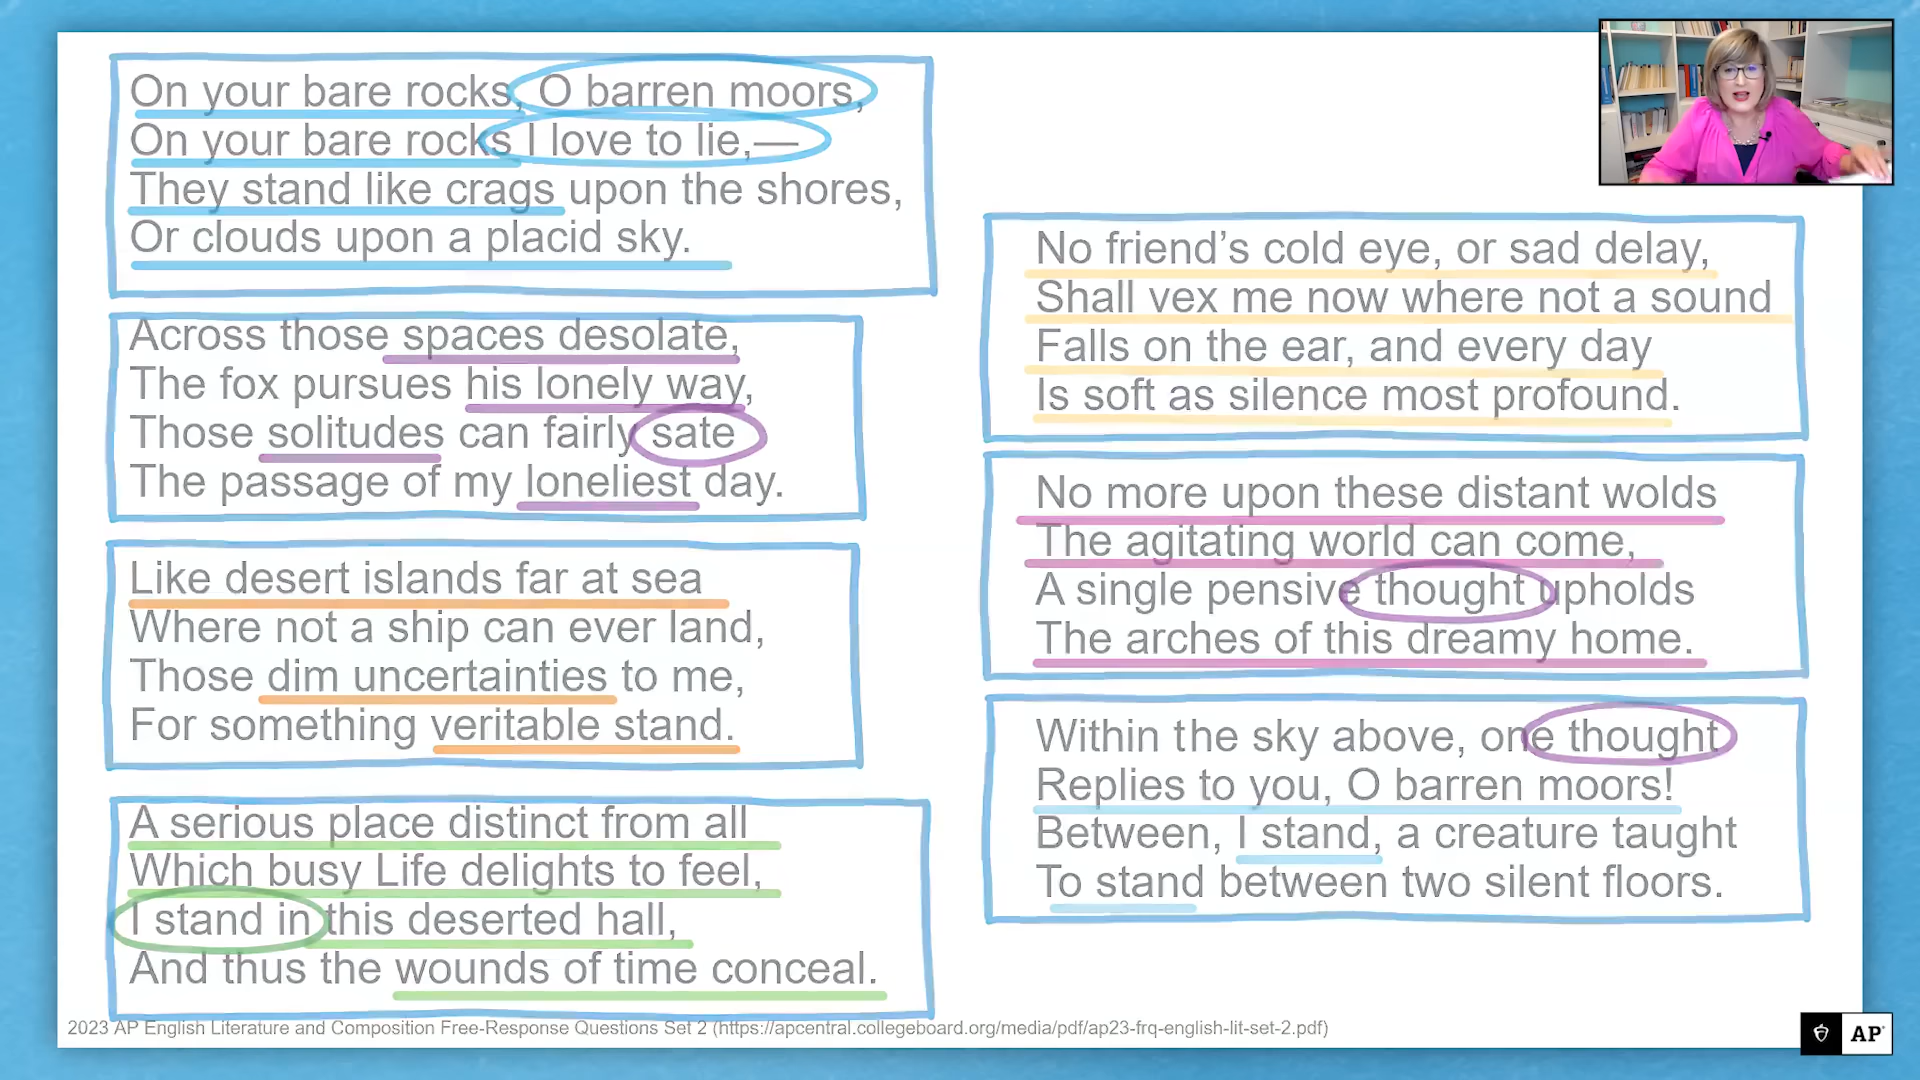 On your bare rocks, O barren moors,
On your bare rocks I love to lie,—
They stand like crags upon the shores,
Or clouds upon a placid sky.
Across those spaces desolate,
The fox pursues his lonely way,
Those solitudes can fairly sate
The passage of my loneliest day.
Like desert islands far at sea
Where not a ship can ever land,
Those dim uncertainties to me,
For something veritable stand.
A serious place distinct from all
Which busy Life delights to feel,
I stand in this deserted hall,
And thus the wounds of time conceal.
No friend’s cold eye, or sad delay,
Shall vex me now where not a sound
Falls on the ear, and every day
Is soft as silence most profound.
No more upon these distant wolds
The agitating world can come,
A single pensive thought upholds
The arches of this dreamy home.
Within the sky above, one thought
Replies to you, O barren moors!
Between, I stand, a creature taught
To stand between two silent floors.
2023 AP English Literature and Composition Free-Response Questions Set 2 (https://apcentral.collegeboard.org/media/pdf/ap23-frq-english-lit-set-2.pdf)
AP